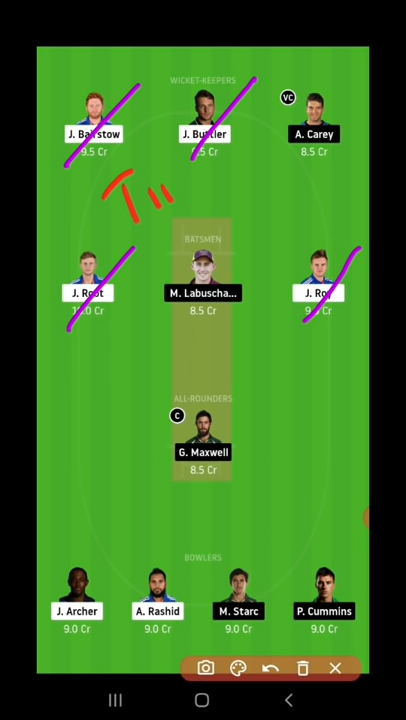 WICKET-KEEPERS
VC
J. Bairstow
J. Buttler
A. Carey
9.5 Cr
8.5 Cr
BATSMEN
J. Root
M. Labuscha...
J. Roy
8.5 Cr
ALL-ROUNDERS
C
G. Maxwell
8.5 Cr
BOWLERS
J. Archer
A. Rashid
M. Starc
P. Cummins
9.0 Cr
9.0 Cr
9.0 Cr
9.0 Cr